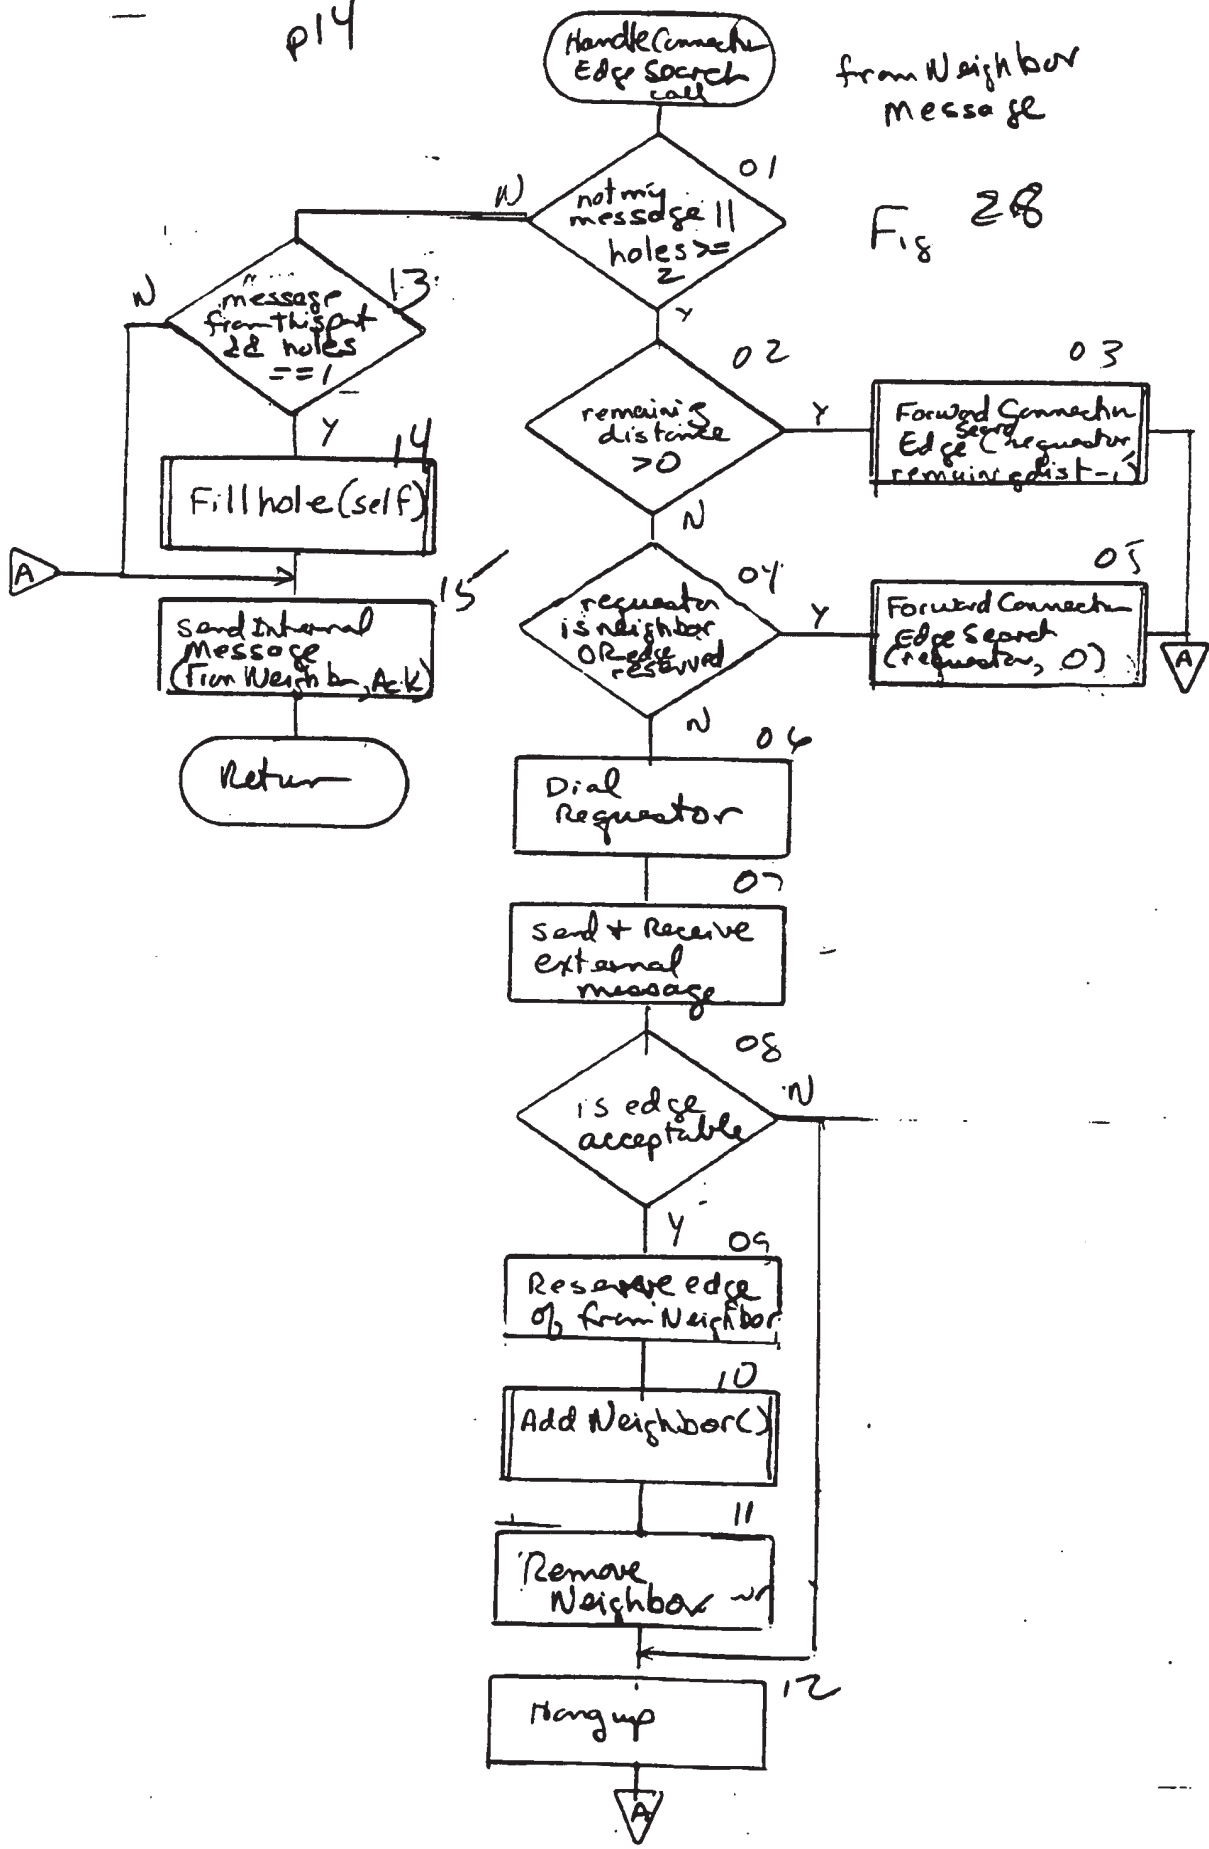 p14
Handle Connection
Edge Search
call
from Neighbor
message
Fig 28
01
not my
message ||
holes >=
2
N
Y
13
message
from this port
&& holes
== 1
N
Y
14
Fill hole (self)
A
15
Send Internal
Message
(From Neighbor, Ack)
Return
02
remaining
distance
>0
Y
N
03
Forward Connection
Search
Edge (requestor
remaining dist -1)
04
requestor
is neighbor
OR edge
reserved
Y
N
05
Forward Connection
Edge Search
(requestor, 0)
A
06
Dial
Requestor
07
Send + Receive
external
message
08
is edge
acceptable
N
Y
09
Reserve edge
of from Neighbor
10
Add Neighbor()
11
Remove
Neighbor
12
Hang up
A